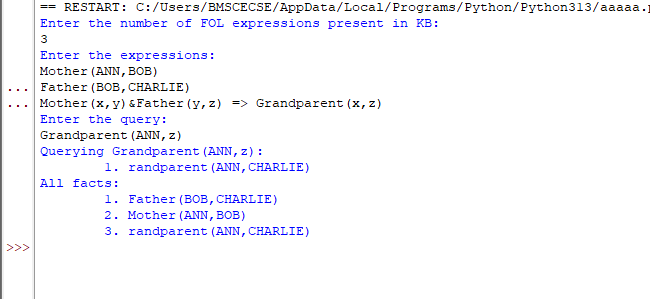 == RESTART: C:/Users/BMSCECSE/AppData/Local/Programs/Python/Python313/aaaaa.
Enter the number of FOL expressions present in KB:
3
Enter the expressions:
Mother(ANN,BOB)
... Father(BOB,CHARLIE)
... Mother(x,y)&Father(y,z) => Grandparent(x,z)
Enter the query:
Grandparent(ANN,z)
Querying Grandparent(ANN,z):
1. randparent(ANN,CHARLIE)
All facts:
1. Father(BOB,CHARLIE)
2. Mother(ANN,BOB)
3. randparent(ANN,CHARLIE)
>>>